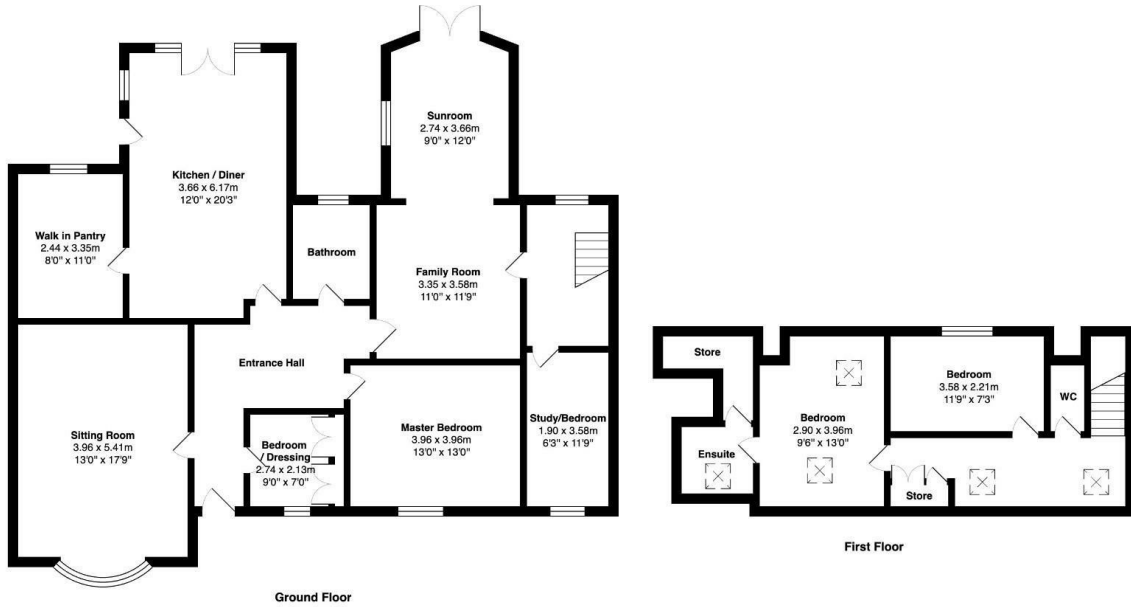 Kitchen / Diner
3.66 x 6.17m
12'0" x 20'3"
Sunroom
2.74 x 3.66m
9'0" x 12'0"
Walk in Pantry
2.44 x 3.35m
8'0" x 11'0"
Bathroom
Family Room
3.35 x 3.58m
11'0" x 11'9"
Entrance Hall
Sitting Room
3.96 x 5.41m
13'0" x 17'9"
Bedroom
/ Dressing
2.74 x 2.13m
9'0" x 7'0"
Master Bedroom
3.96 x 3.96m
13'0" x 13'0"
Study/Bedroom
1.90 x 3.58m
6'3" x 11'9"
Ground Floor
Store
Bedroom
3.58 x 2.21m
11'9" x 7'3"
WC
Bedroom
2.90 x 3.96m
9'6" x 13'0"
Ensuite
Store
First Floor